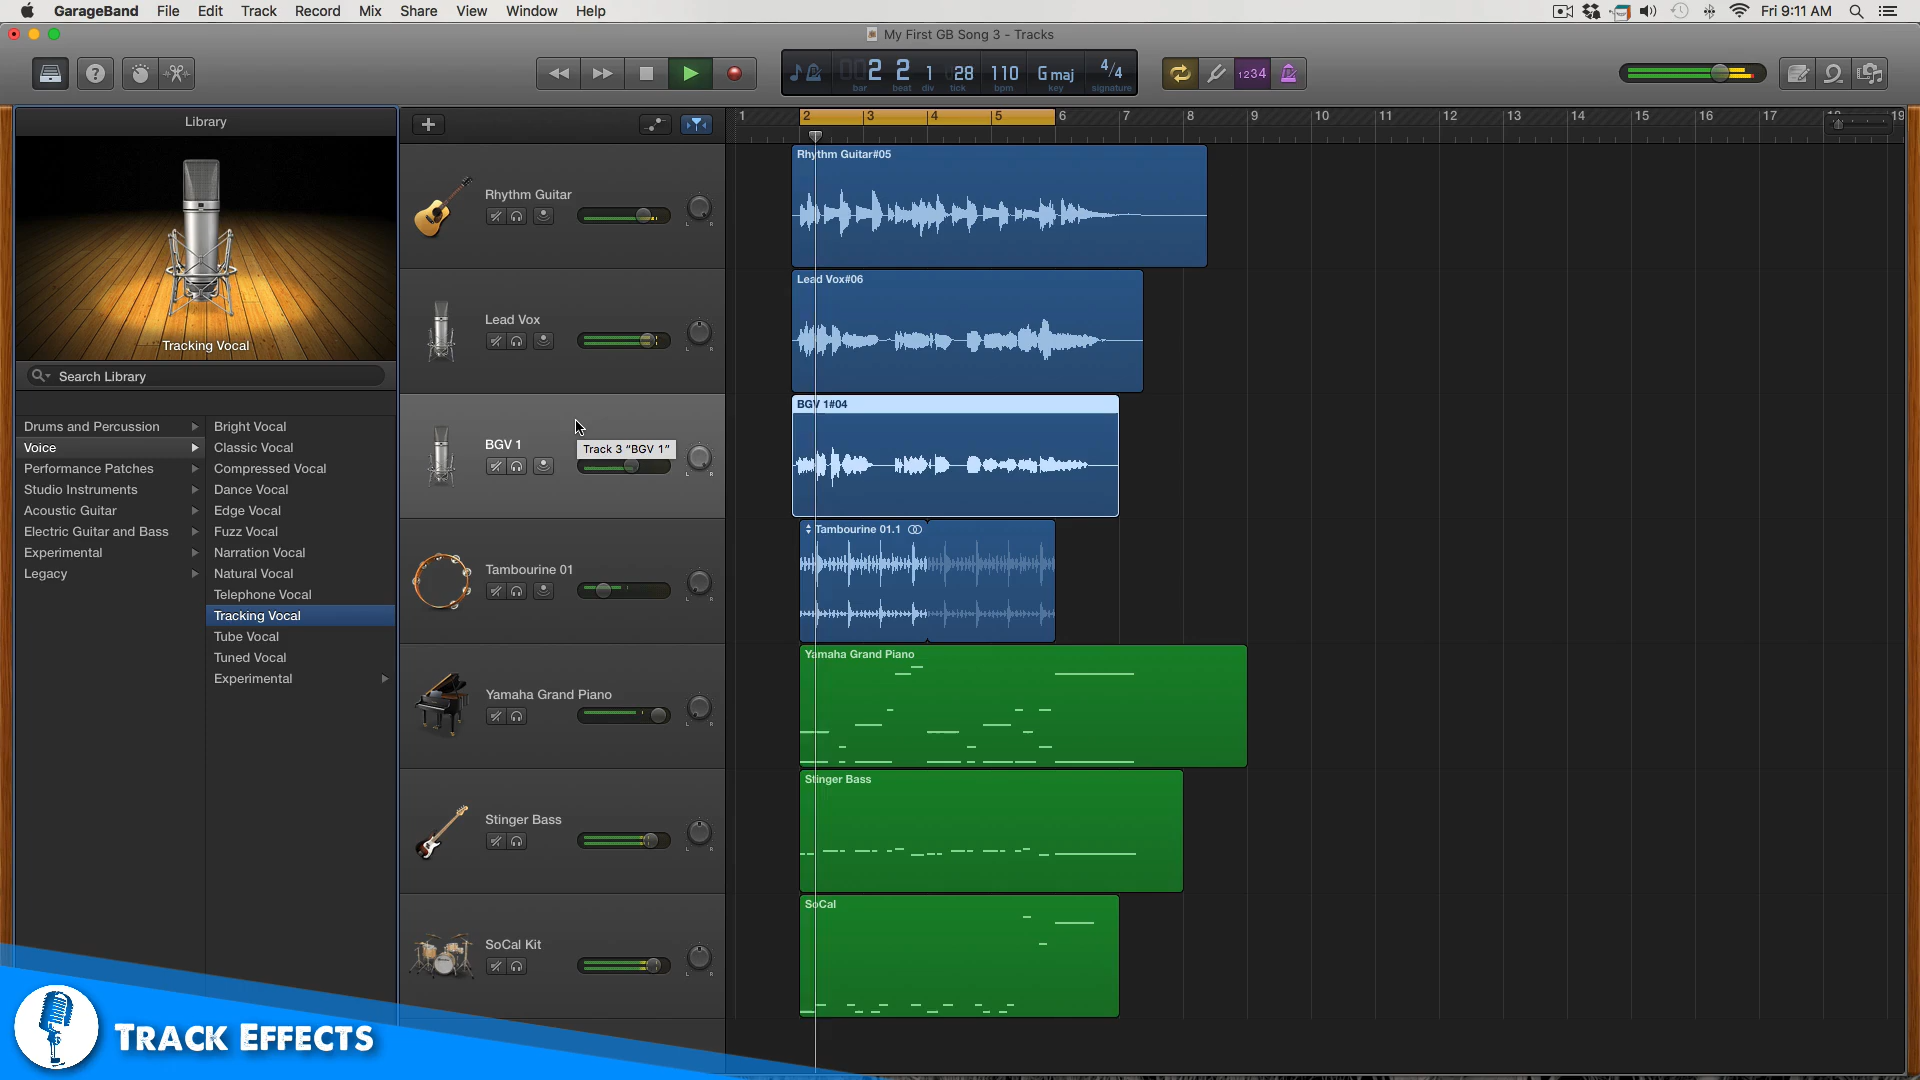 GarageBand File Edit Track Record Mix Share View Window Help
Fri 9:11 AM
My First GB Song 3 - Tracks
2 2 1 28 110 G maj 4/4
bar beat div tick bpm key signature
1234
Library
Tracking Vocal
Search Library
Drums and Percussion
Voice
Performance Patches
Studio Instruments
Acoustic Guitar
Electric Guitar and Bass
Experimental
Legacy
Bright Vocal
Classic Vocal
Compressed Vocal
Dance Vocal
Edge Vocal
Fuzz Vocal
Narration Vocal
Natural Vocal
Telephone Vocal
Tracking Vocal
Tube Vocal
Tuned Vocal
Experimental
1 2 3 4 5 6 7 8 9 10 11 12 13 14 15 16 17 18 19
Rhythm Guitar
L R
Rhythm Guitar#05
Lead Vox
L R
Lead Vox#06
BGV 1
Track 3 "BGV 1"
L R
BGV 1#04
Tambourine 01
L R
Tambourine 01.1
Yamaha Grand Piano
L R
Yamaha Grand Piano
Stinger Bass
L R
Stinger Bass
SoCal Kit
L R
SoCal
Track Effects